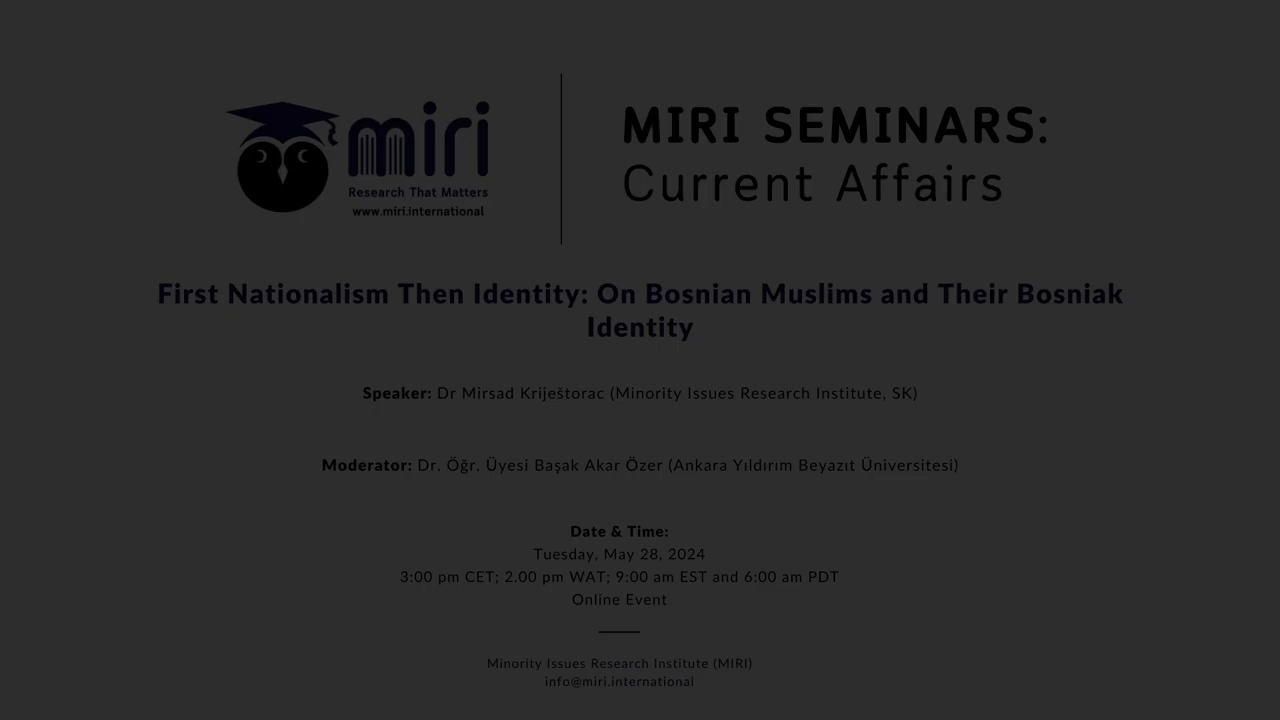 miri
Research That Matters
www.miri.international
MIRI SEMINARS:
Current Affairs
First Nationalism Then Identity: On Bosnian Muslims and Their Bosniak
Identity
Speaker: Dr Mirsad Kriještorac (Minority Issues Research Institute, SK)
Moderator: Dr. Öğr. Üyesi Başak Akar Özer (Ankara Yıldırım Beyazıt Üniversitesi)
Date & Time:
Tuesday, May 28, 2024
3:00 pm CET; 2.00 pm WAT; 9:00 am EST and 6:00 am PDT
Online Event
Minority Issues Research Institute (MIRI)
info@miri.international